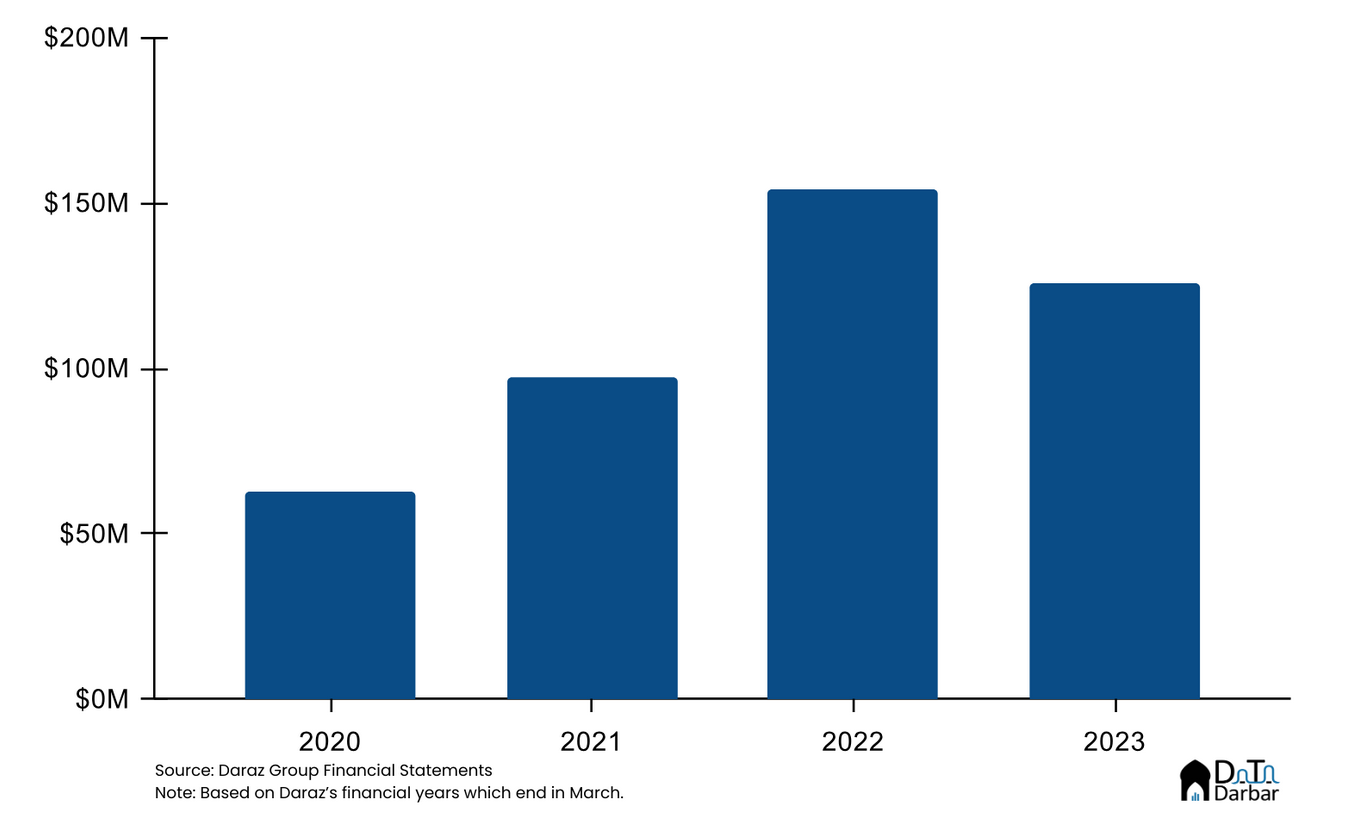 $200M
$150M
$100M
$50M
$0M
2020 2021 2022 2023
Source: Daraz Group Financial Statements
Note: Based on Daraz’s financial years which end in March.
DaTa
Darbar